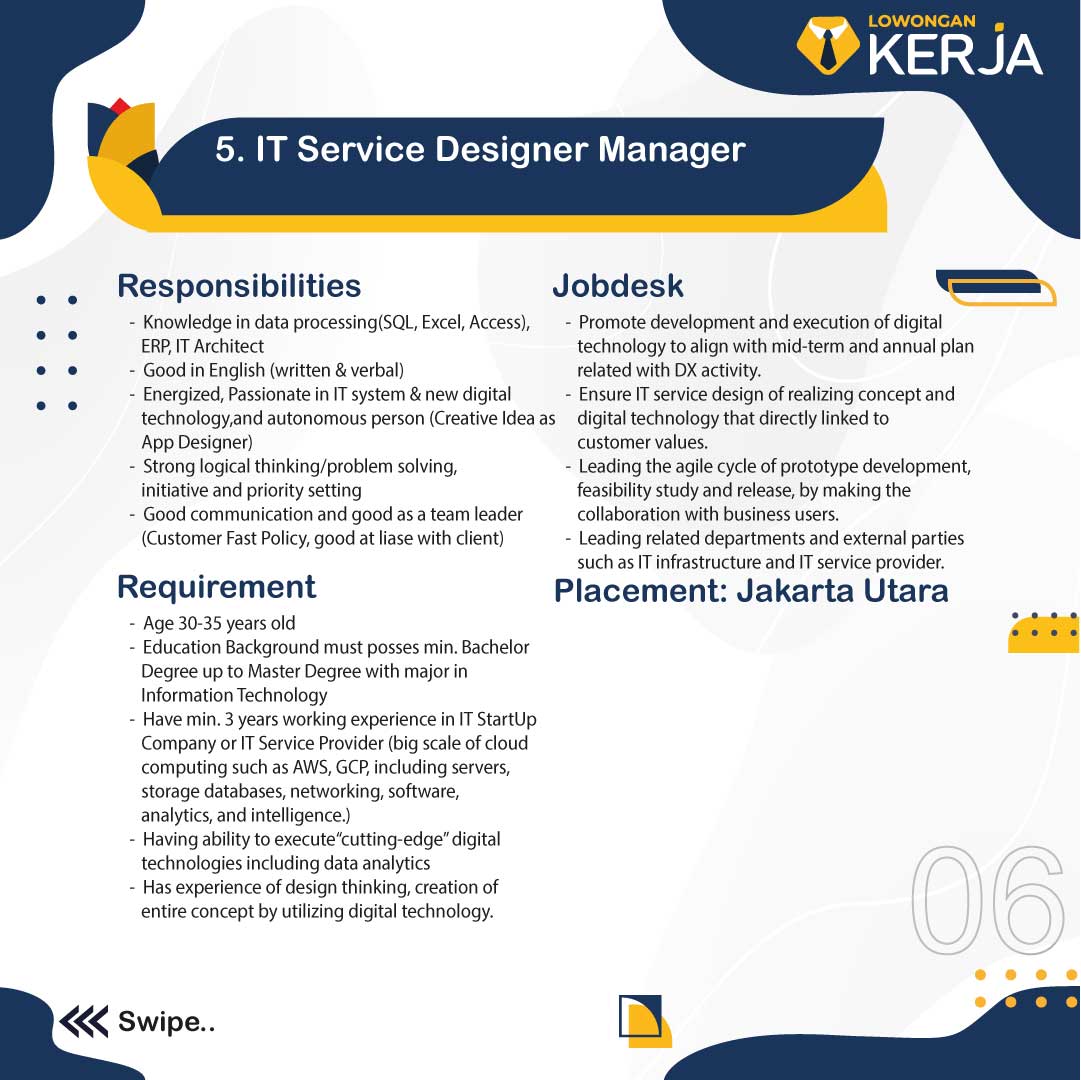 LOWONGAN
KERJA
5. IT Service Designer Manager
Responsibilities
- Knowledge in data processing(SQL, Excel, Access),
ERP, IT Architect
- Good in English (written & verbal)
- Energized, Passionate in IT system & new digital
technology,and autonomous person (Creative Idea as
App Designer)
- Strong logical thinking/problem solving,
initiative and priority setting
- Good communication and good as a team leader
(Customer Fast Policy, good at liase with client)
Requirement
- Age 30-35 years old
- Education Background must posses min. Bachelor
Degree up to Master Degree with major in
Information Technology
- Have min. 3 years working experience in IT StartUp
Company or IT Service Provider (big scale of cloud
computing such as AWS, GCP, including servers,
storage databases, networking, software,
analytics, and intelligence.)
- Having ability to execute“cutting-edge” digital
technologies including data analytics
- Has experience of design thinking, creation of
entire concept by utilizing digital technology.
Jobdesk
- Promote development and execution of digital
technology to align with mid-term and annual plan
related with DX activity.
- Ensure IT service design of realizing concept and
digital technology that directly linked to
customer values.
- Leading the agile cycle of prototype development,
feasibility study and release, by making the
collaboration with business users.
- Leading related departments and external parties
such as IT infrastructure and IT service provider.
Placement: Jakarta Utara
06
Swipe..